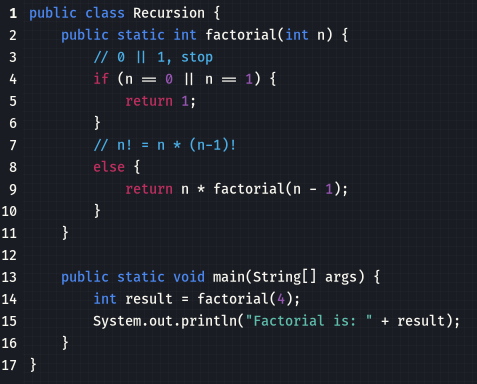 1 public class Recursion {
2     public static int factorial(int n) {
3         // 0 || 1, stop
4         if (n == 0 || n == 1) {
5             return 1;
6         }
7         // n! = n * (n-1)!
8         else {
9             return n * factorial(n - 1);
10         }
11     }
12
13     public static void main(String[] args) {
14         int result = factorial(4);
15         System.out.println("Factorial is: " + result);
16     }
17 }